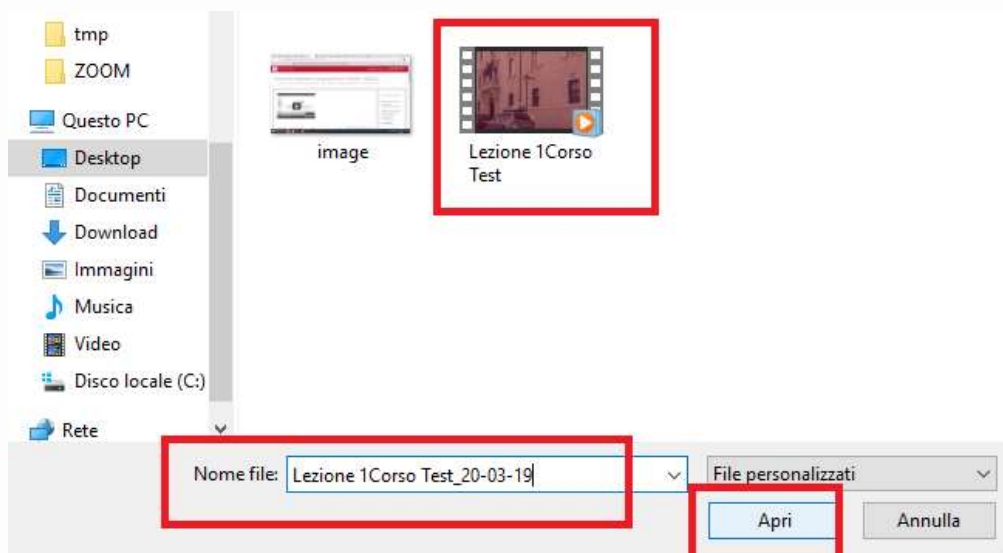 tmp
ZOOM
Questo PC
Desktop
Documenti
Download
Immagini
Musica
Video
Disco locale (C:)
Rete
image
Lezione 1Corso
Test
Nome file: Lezione 1Corso Test_20-03-19 File personalizzati
Apri Annulla